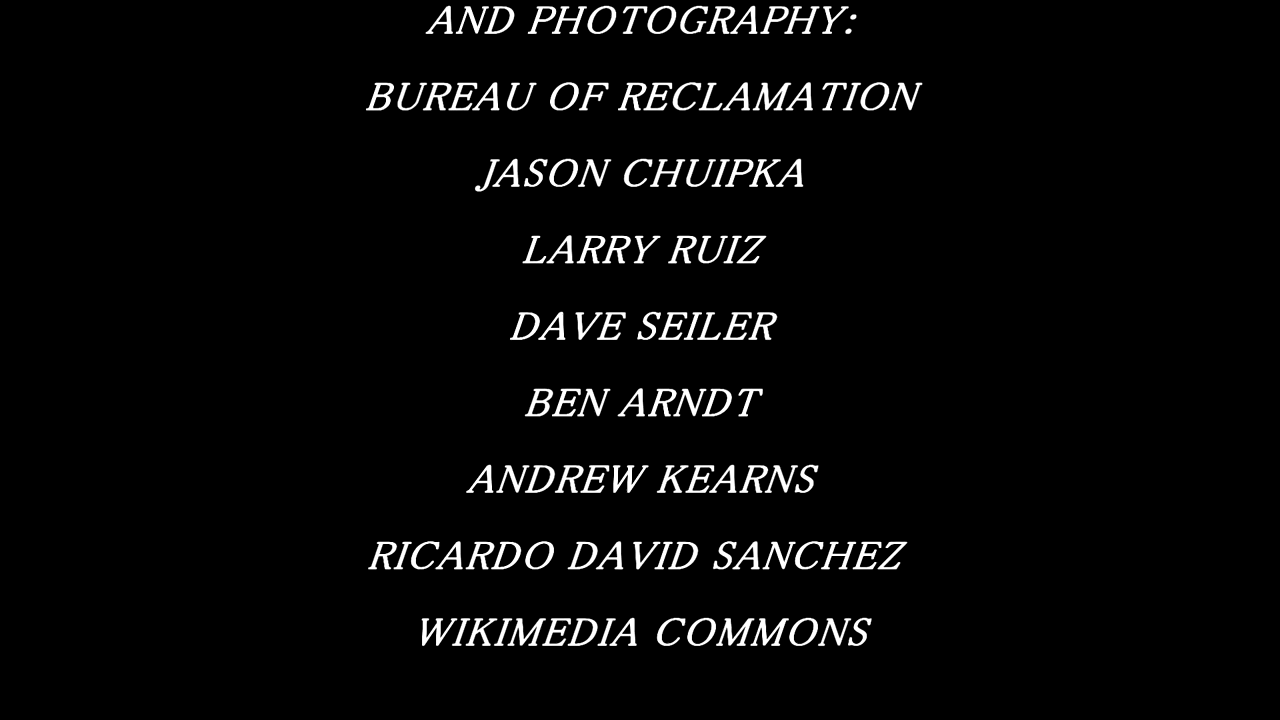 AND PHOTOGRAPHY:
BUREAU OF RECLAMATION
JASON CHUIPKA
LARRY RUIZ
DAVE SEILER
BEN ARNDT
ANDREW KEARNS
RICARDO DAVID SANCHEZ
WIKIMEDIA COMMONS